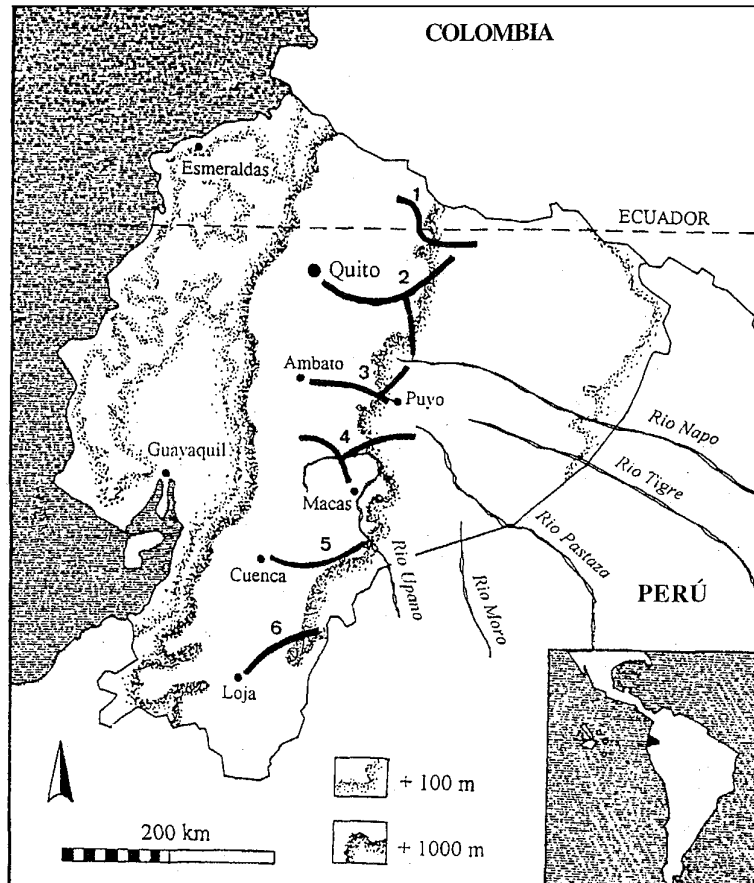 COLOMBIA
Esmeraldas
1
ECUADOR
Quito
2
Ambato
3
Puyo
Rio Napo
4
Guayaquil
Rio Tigre
Macas
5
Rio Pastaza
Cuenca
Rio Upano
Rio Moro
PERÚ
6
Loja
+ 100 m
200 km
+ 1000 m